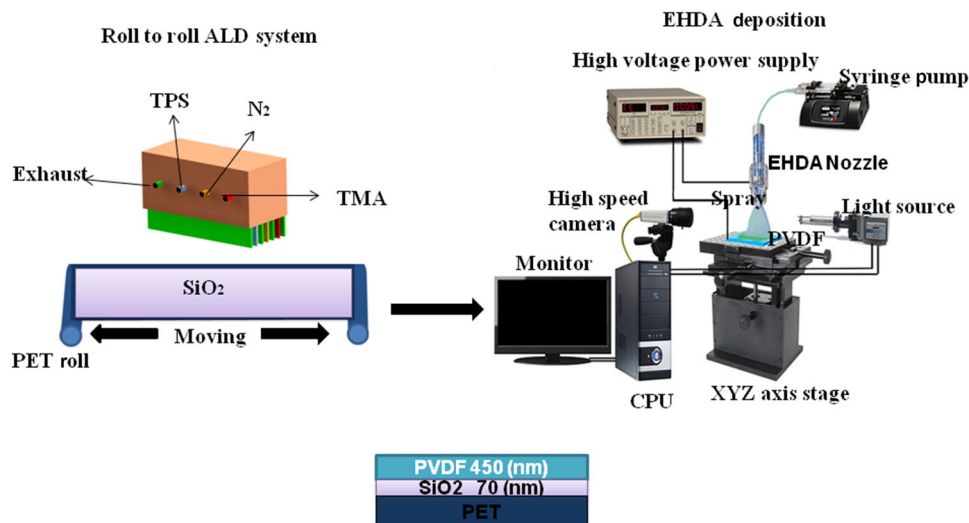 EHDA deposition
Roll to roll ALD system
High voltage power supply
Syringe pump
TPS
N2
Exhaust
TMA
EHDA Nozzle
High speed
camera
Spray
Light source
PVDF
Monitor
SiO2
Moving
PET roll
CPU
XYZ axis stage
PVDF 450 (nm)
SiO2 70 (nm)
PET